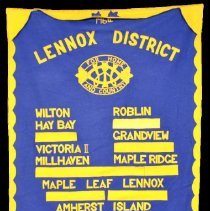 LENNOX DISTRICT
FOR HOME
AND COUNTRY
WILTON ROBLIN
HAY BAY
GRANDVIEW
VICTORIA II
MILLHAVEN MAPLE RIDGE
MAPLE LEAF LENNOX
AMHERST ISLAND